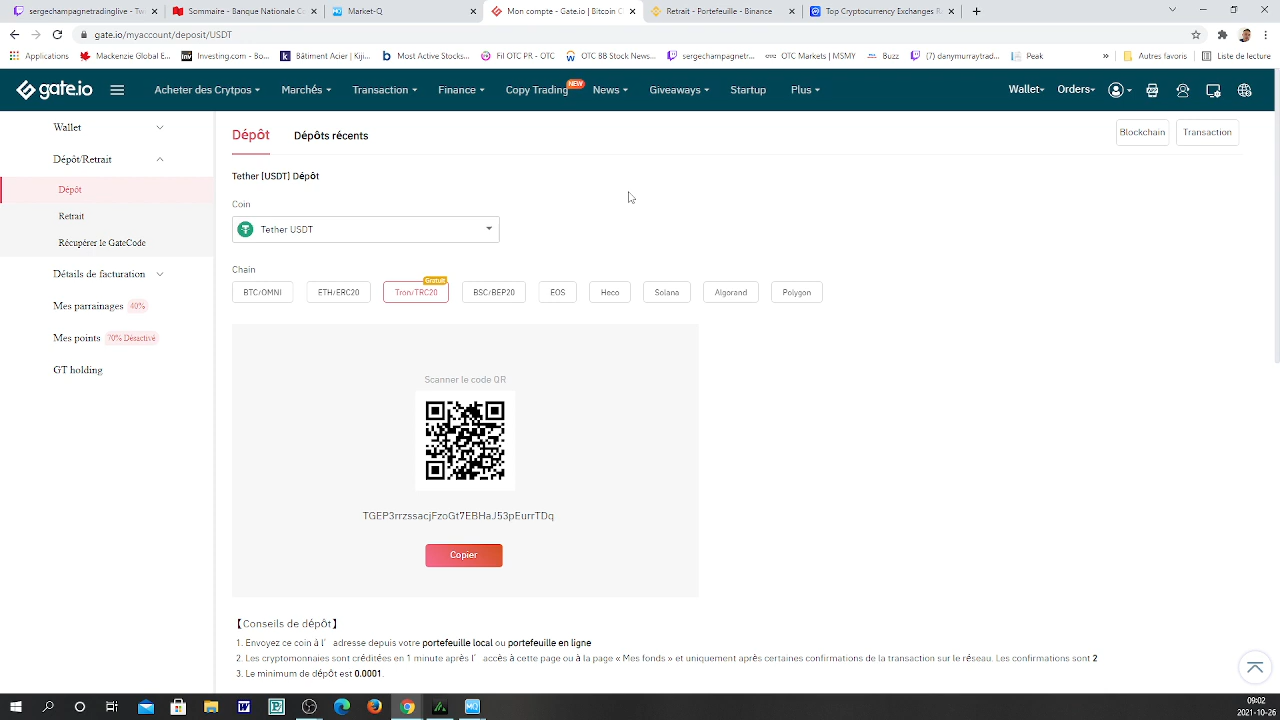 sergechampagnetradinglive - Tw
Sommaire - Banque Nationale C
Market-Q
Mon compte - Gate.io | Bitcoin C
Retrait - Portefeuille - Binance
Top Cryptocurrency Exchanges R
gate.io/myaccount/deposit/USDT
Applications
Mackenzie Global E...
Investing.com - Bo...
Bâtiment Acier | Kiji...
Most Active Stocks...
Fil OTC PR - OTC
OTC BB Stock News...
sergechampagnet...
OTC Markets | MSMY
Buzz
(7) danymurraytrad...
Peak
»
Autres favoris
Liste de lecture
gate.io
Acheter des Crytpos
Marchés
Transaction
Finance
Copy Trading NEW
News
Giveaways
Startup
Plus
Wallet
Orders
Wallet
Dépôt/Retrait
Dépôt
Retrait
Récupérer le GateCode
Détails de facturation
Mes parrainages 40%
Mes points 70% Désactivé
GT holding
Dépôt
Dépôts récents
Blockchain
Transaction
Tether [USDT] Dépôt
Coin
Tether USDT
Chain
Gratuit
BTC/OMNI
ETH/ERC20
Tron/TRC20
BSC/BEP20
EOS
Heco
Solana
Algorand
Polygon
Scanner le code QR
TGEP3rrzssacjFzoGt7EBHaJ53pEurrTDq
Copier
【Conseils de dépôt】
1. Envoyez ce coin à l' adresse depuis votre portefeuille local ou portefeuille en ligne
2. Les cryptomonnaies sont créditées en 1 minute après l' accès à cette page ou à la page « Mes fonds » et uniquement après certaines confirmations de la transaction sur le réseau. Les confirmations sont 2
3. Le minimum de dépôt est 0.0001.
09:02
2021-10-26